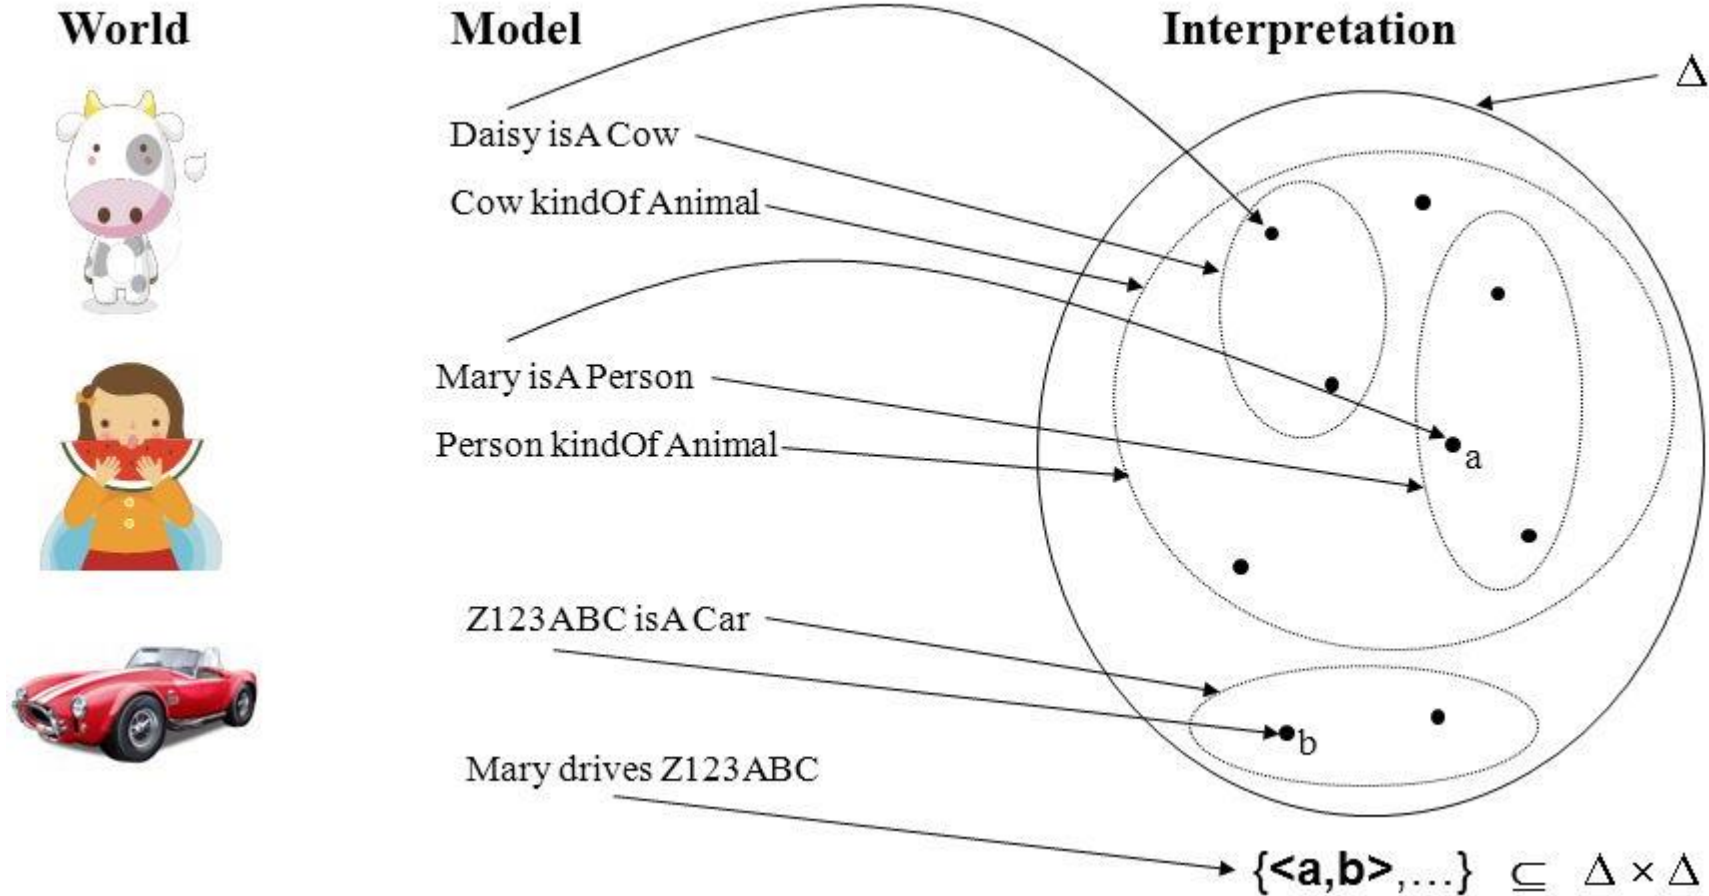 World
Model
Interpretation
Δ
Daisy isA Cow
Cow kindOf Animal
Mary isA Person
Person kindOf Animal
a
Z123ABC isA Car
b
Mary drives Z123ABC
{<a,b>,...} ⊆ Δ × Δ